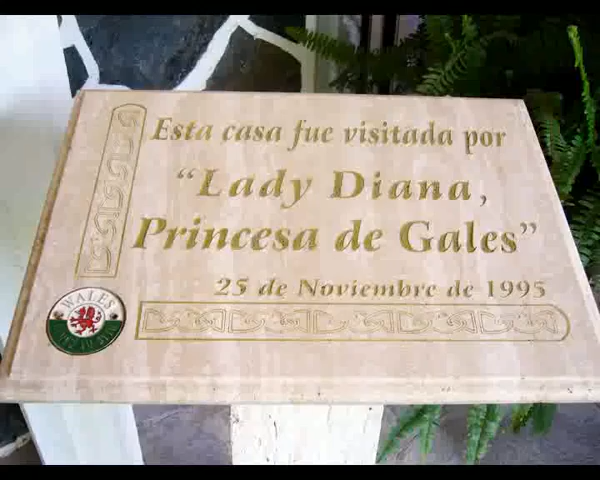 Esta casa fue visitada por
“Lady Diana,
Princesa de Gales”
25 de Noviembre de 1995
WALES